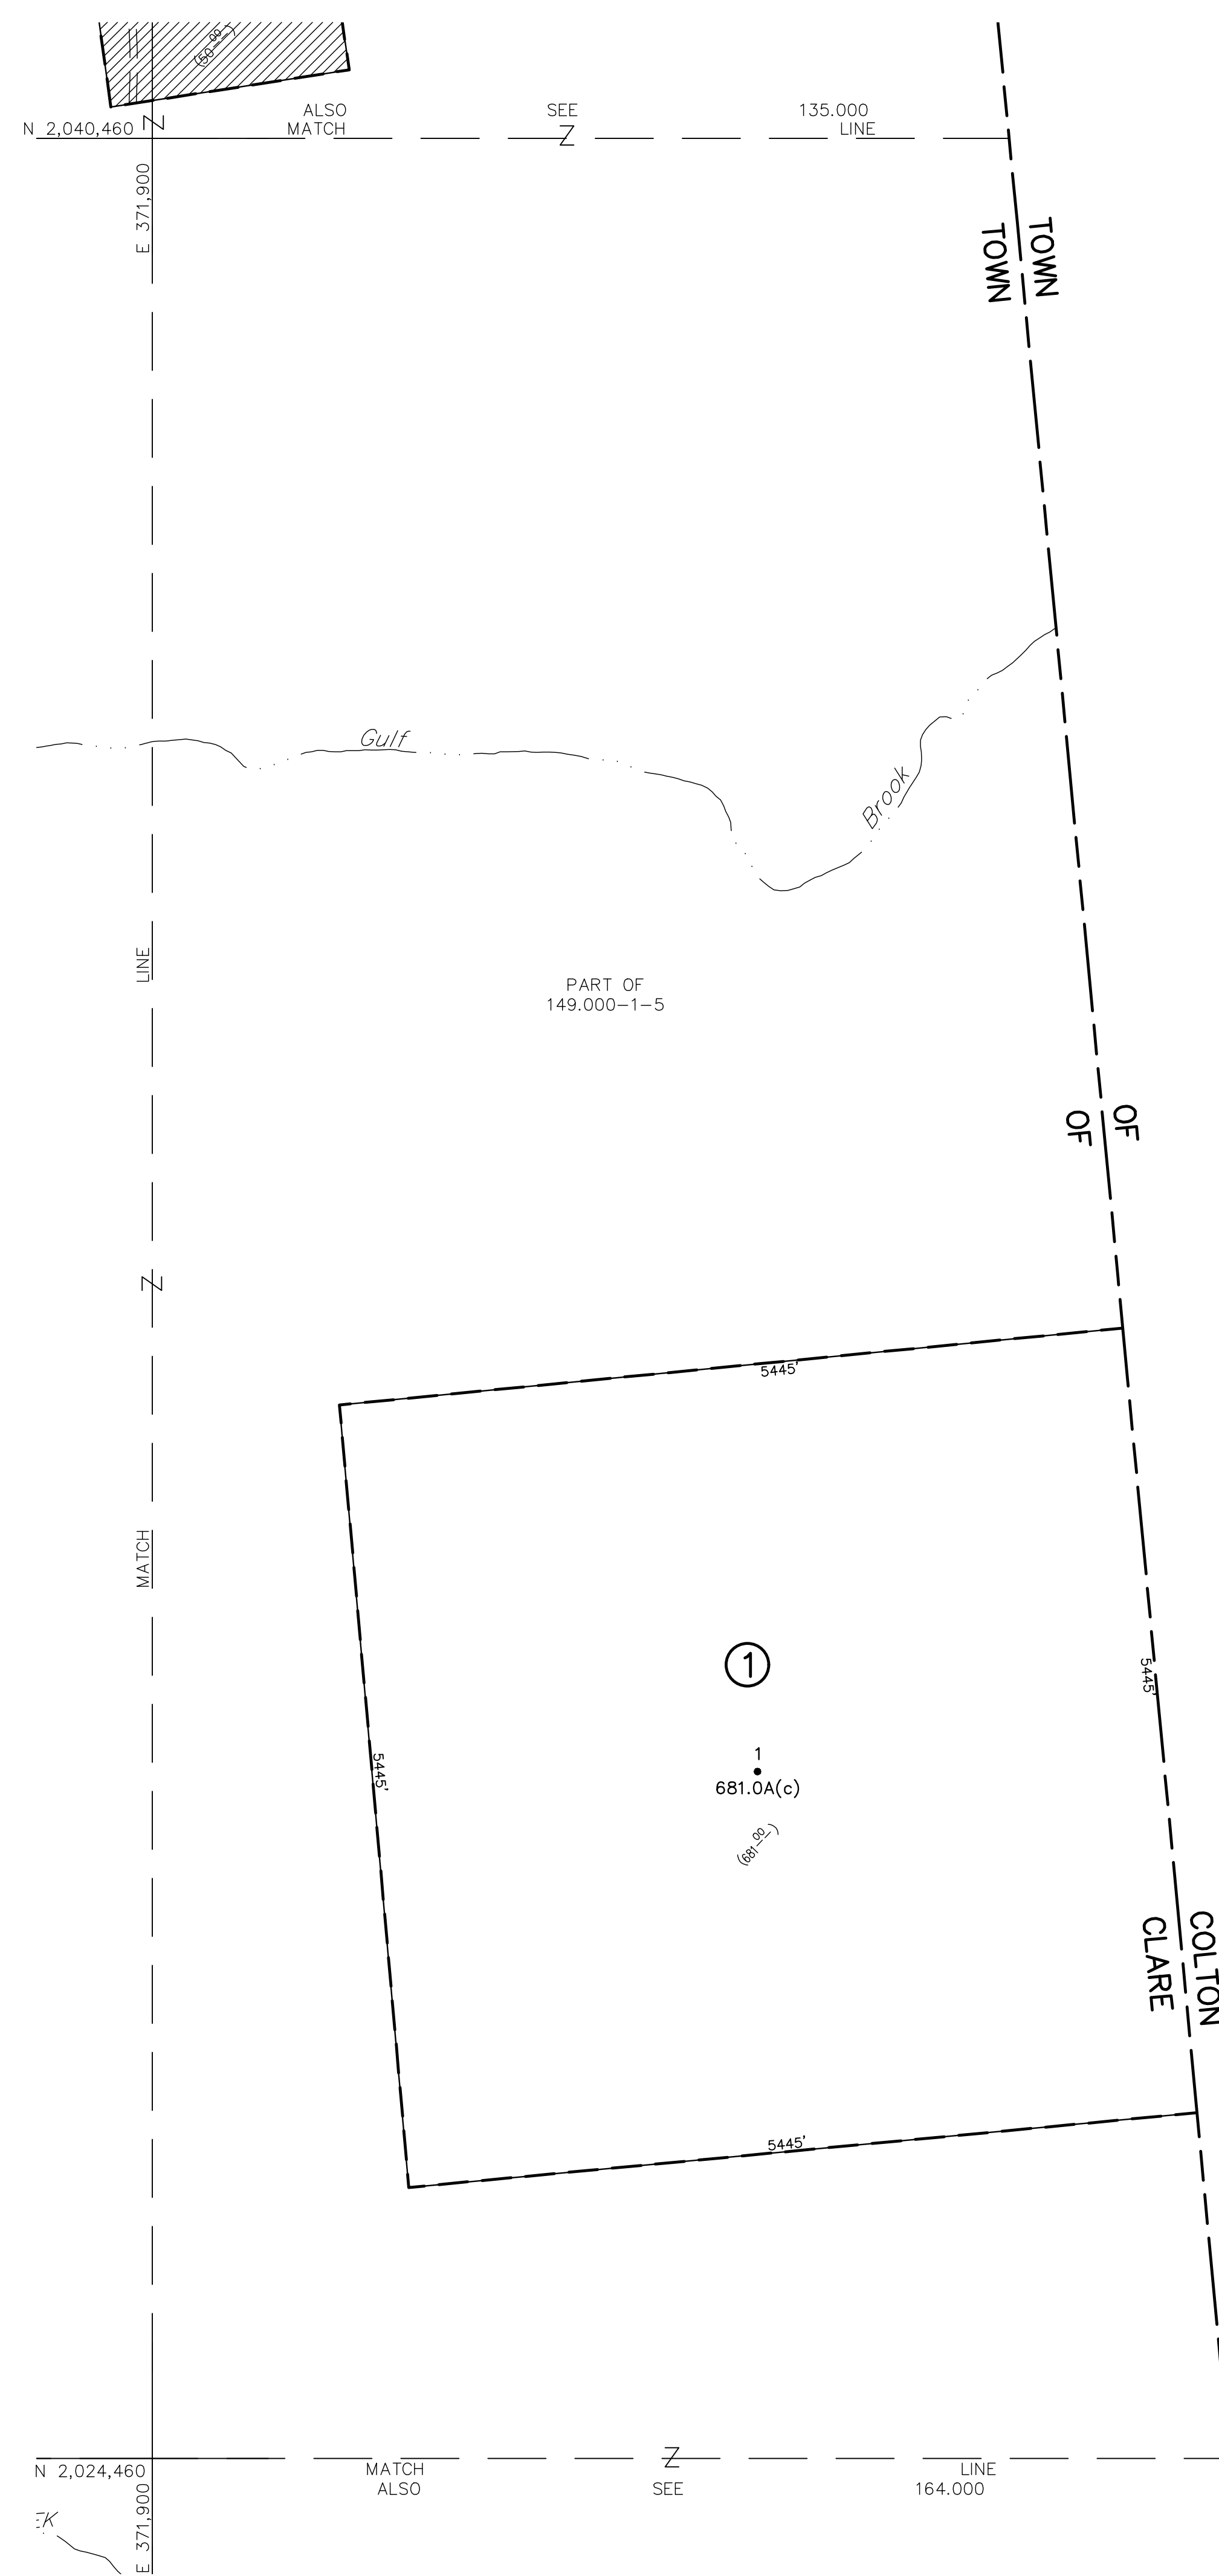 (50.00)
ALSO SEE 135.000
N 2,040,460 MATCH Z LINE
Z
E 371,900
TOWN
TOWN
Gulf
Brook
LINE
PART OF
149.000-1-5
OF
OF
Z
5445'
MATCH
1
5445'
1
5445'
681.0A(c)
(681.00)
COLTON
CLARE
5445'
Z
N 2,024,460 MATCH LINE
ALSO SEE 164.000
E 371,900
EK